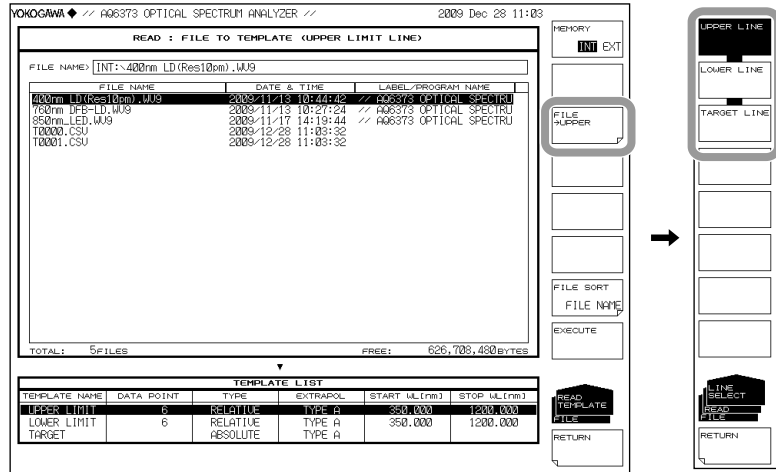 YOKOGAWA ◆ // AQ6373 OPTICAL SPECTRUM ANALYZER // 2009 Dec 28 11:03
READ : FILE TO TEMPLATE (UPPER LIMIT LINE)
FILE NAME> INT:\400nm LD(Res10pm).WV9
FILE NAME DATE & TIME LABEL/PROGRAM NAME
400nm LD(Res10pm).WV9 2009/11/13 10:44:42 // AQ6373 OPTICAL SPECTRU
760nm DFB-LD.WV9 2009/11/13 10:27:24 // AQ6373 OPTICAL SPECTRU
850nm_LED.WV9 2009/11/17 14:19:44 // AQ6373 OPTICAL SPECTRU
T0000.CSV 2009/12/28 11:03:32
T0001.CSV 2009/12/28 11:03:32
TOTAL: 5FILES FREE: 626,708,480BYTES
▼
TEMPLATE LIST
TEMPLATE NAME DATA POINT TYPE EXTRAPOL START WL[nm] STOP WL[nm]
UPPER LIMIT 6 RELATIVE TYPE A 350.000 1200.000
LOWER LIMIT 6 RELATIVE TYPE A 350.000 1200.000
TARGET ABSOLUTE TYPE A
MEMORY
INT EXT
FILE
→UPPER
FILE SORT
FILE NAME
EXECUTE
READ
TEMPLATE
FILE
RETURN
UPPER LINE
LOWER LINE
TARGET LINE
LINE
SELECT
READ
FILE
RETURN